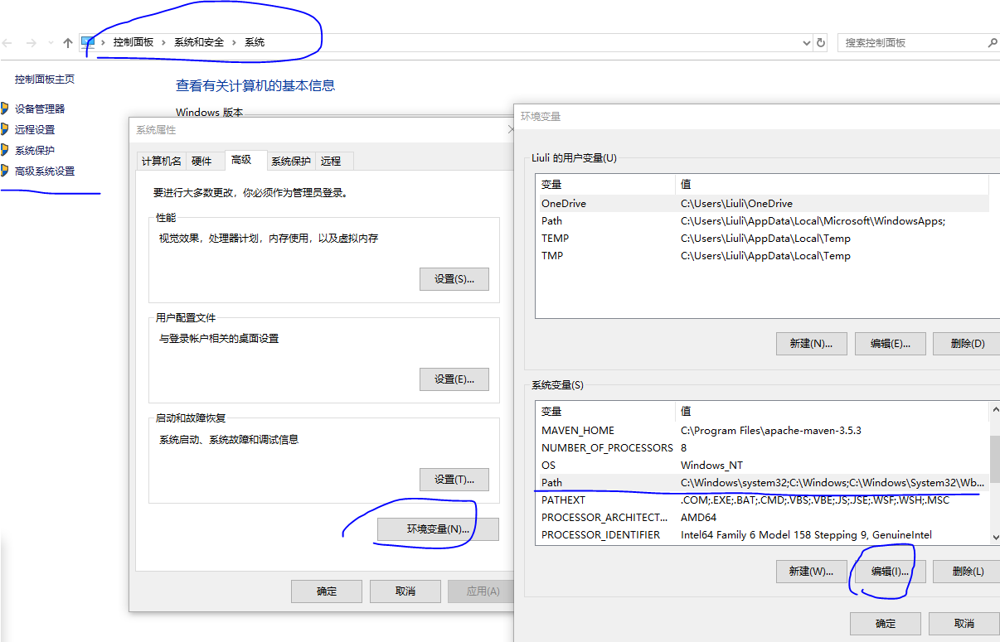 控制面板 › 系统和安全 › 系统
搜索控制面板
控制面板主页
设备管理器
远程设置
系统保护
高级系统设置
查看有关计算机的基本信息
Windows 版本
系统属性
计算机名 硬件 高级 系统保护 远程
要进行大多数更改，你必须作为管理员登录。
性能
视觉效果，处理器计划，内存使用，以及虚拟内存
设置(S)...
用户配置文件
与登录帐户相关的桌面设置
设置(E)...
启动和故障恢复
系统启动、系统故障和调试信息
设置(T)...
环境变量(N)...
确定 取消 应用(A)
环境变量
Liuli 的用户变量(U)
变量 值
OneDrive C:\Users\Liuli\OneDrive
Path C:\Users\Liuli\AppData\Local\Microsoft\WindowsApps;
TEMP C:\Users\Liuli\AppData\Local\Temp
TMP C:\Users\Liuli\AppData\Local\Temp
新建(N)... 编辑(E)... 删除(D)
系统变量(S)
变量 值
MAVEN_HOME C:\Program Files\apache-maven-3.5.3
NUMBER_OF_PROCESSORS 8
OS Windows_NT
Path C:\Windows\system32;C:\Windows;C:\Windows\System32\Wb...
PATHEXT .COM;.EXE;.BAT;.CMD;.VBS;.VBE;.JS;.JSE;.WSF;.WSH;.MSC
PROCESSOR_ARCHITECT... AMD64
PROCESSOR_IDENTIFIER Intel64 Family 6 Model 158 Stepping 9, GenuineIntel
新建(W)... 编辑(I)... 删除(L)
确定 取消